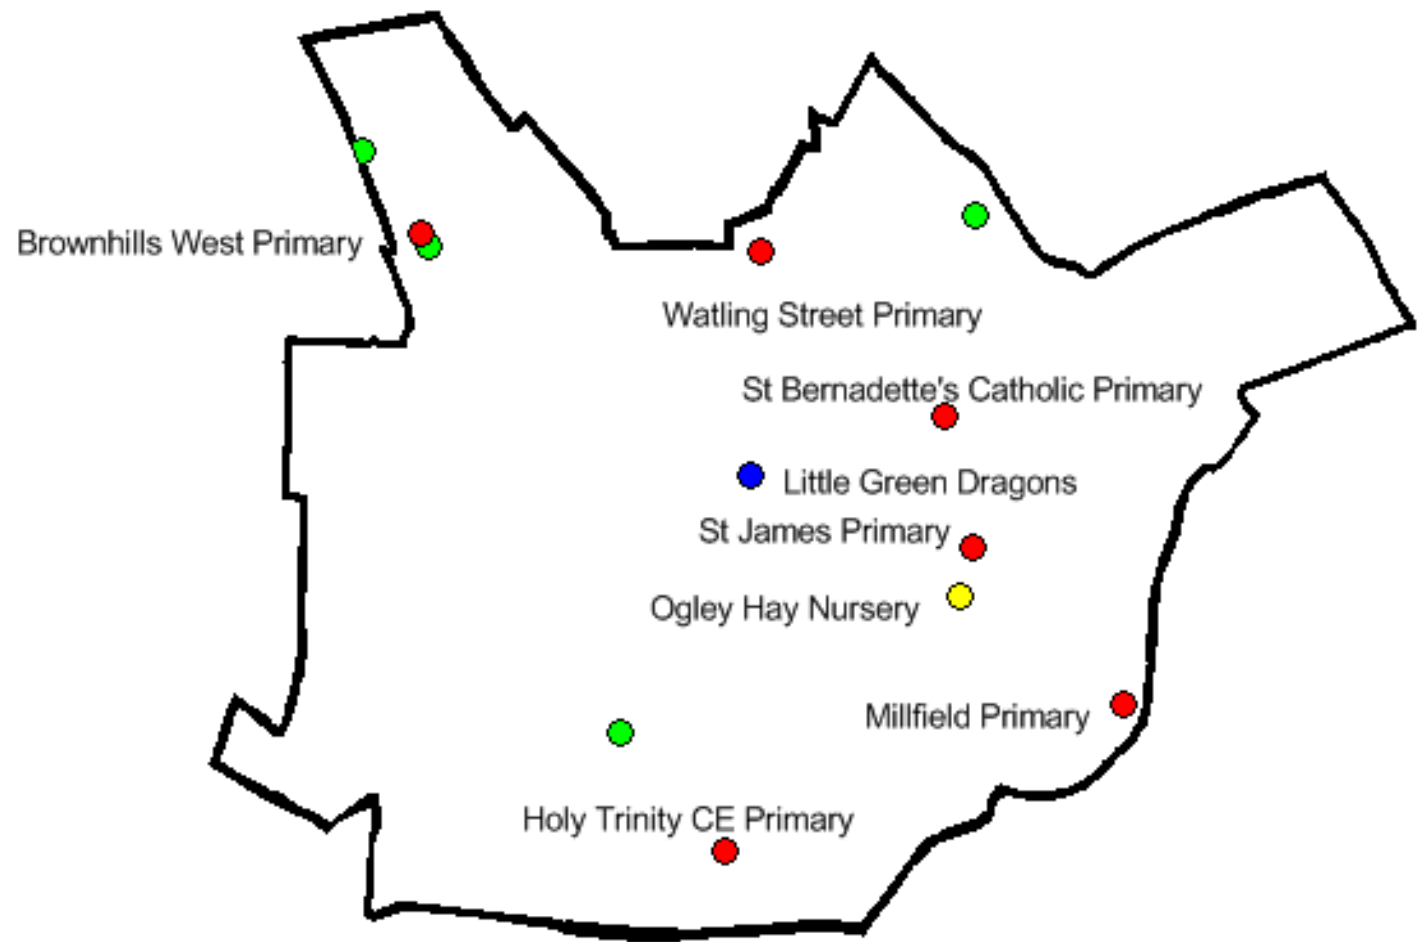 Brownhills West Primary
Watling Street Primary
St Bernadette's Catholic Primary
Little Green Dragons
St James Primary
Ogley Hay Nursery
Millfield Primary
Holy Trinity CE Primary